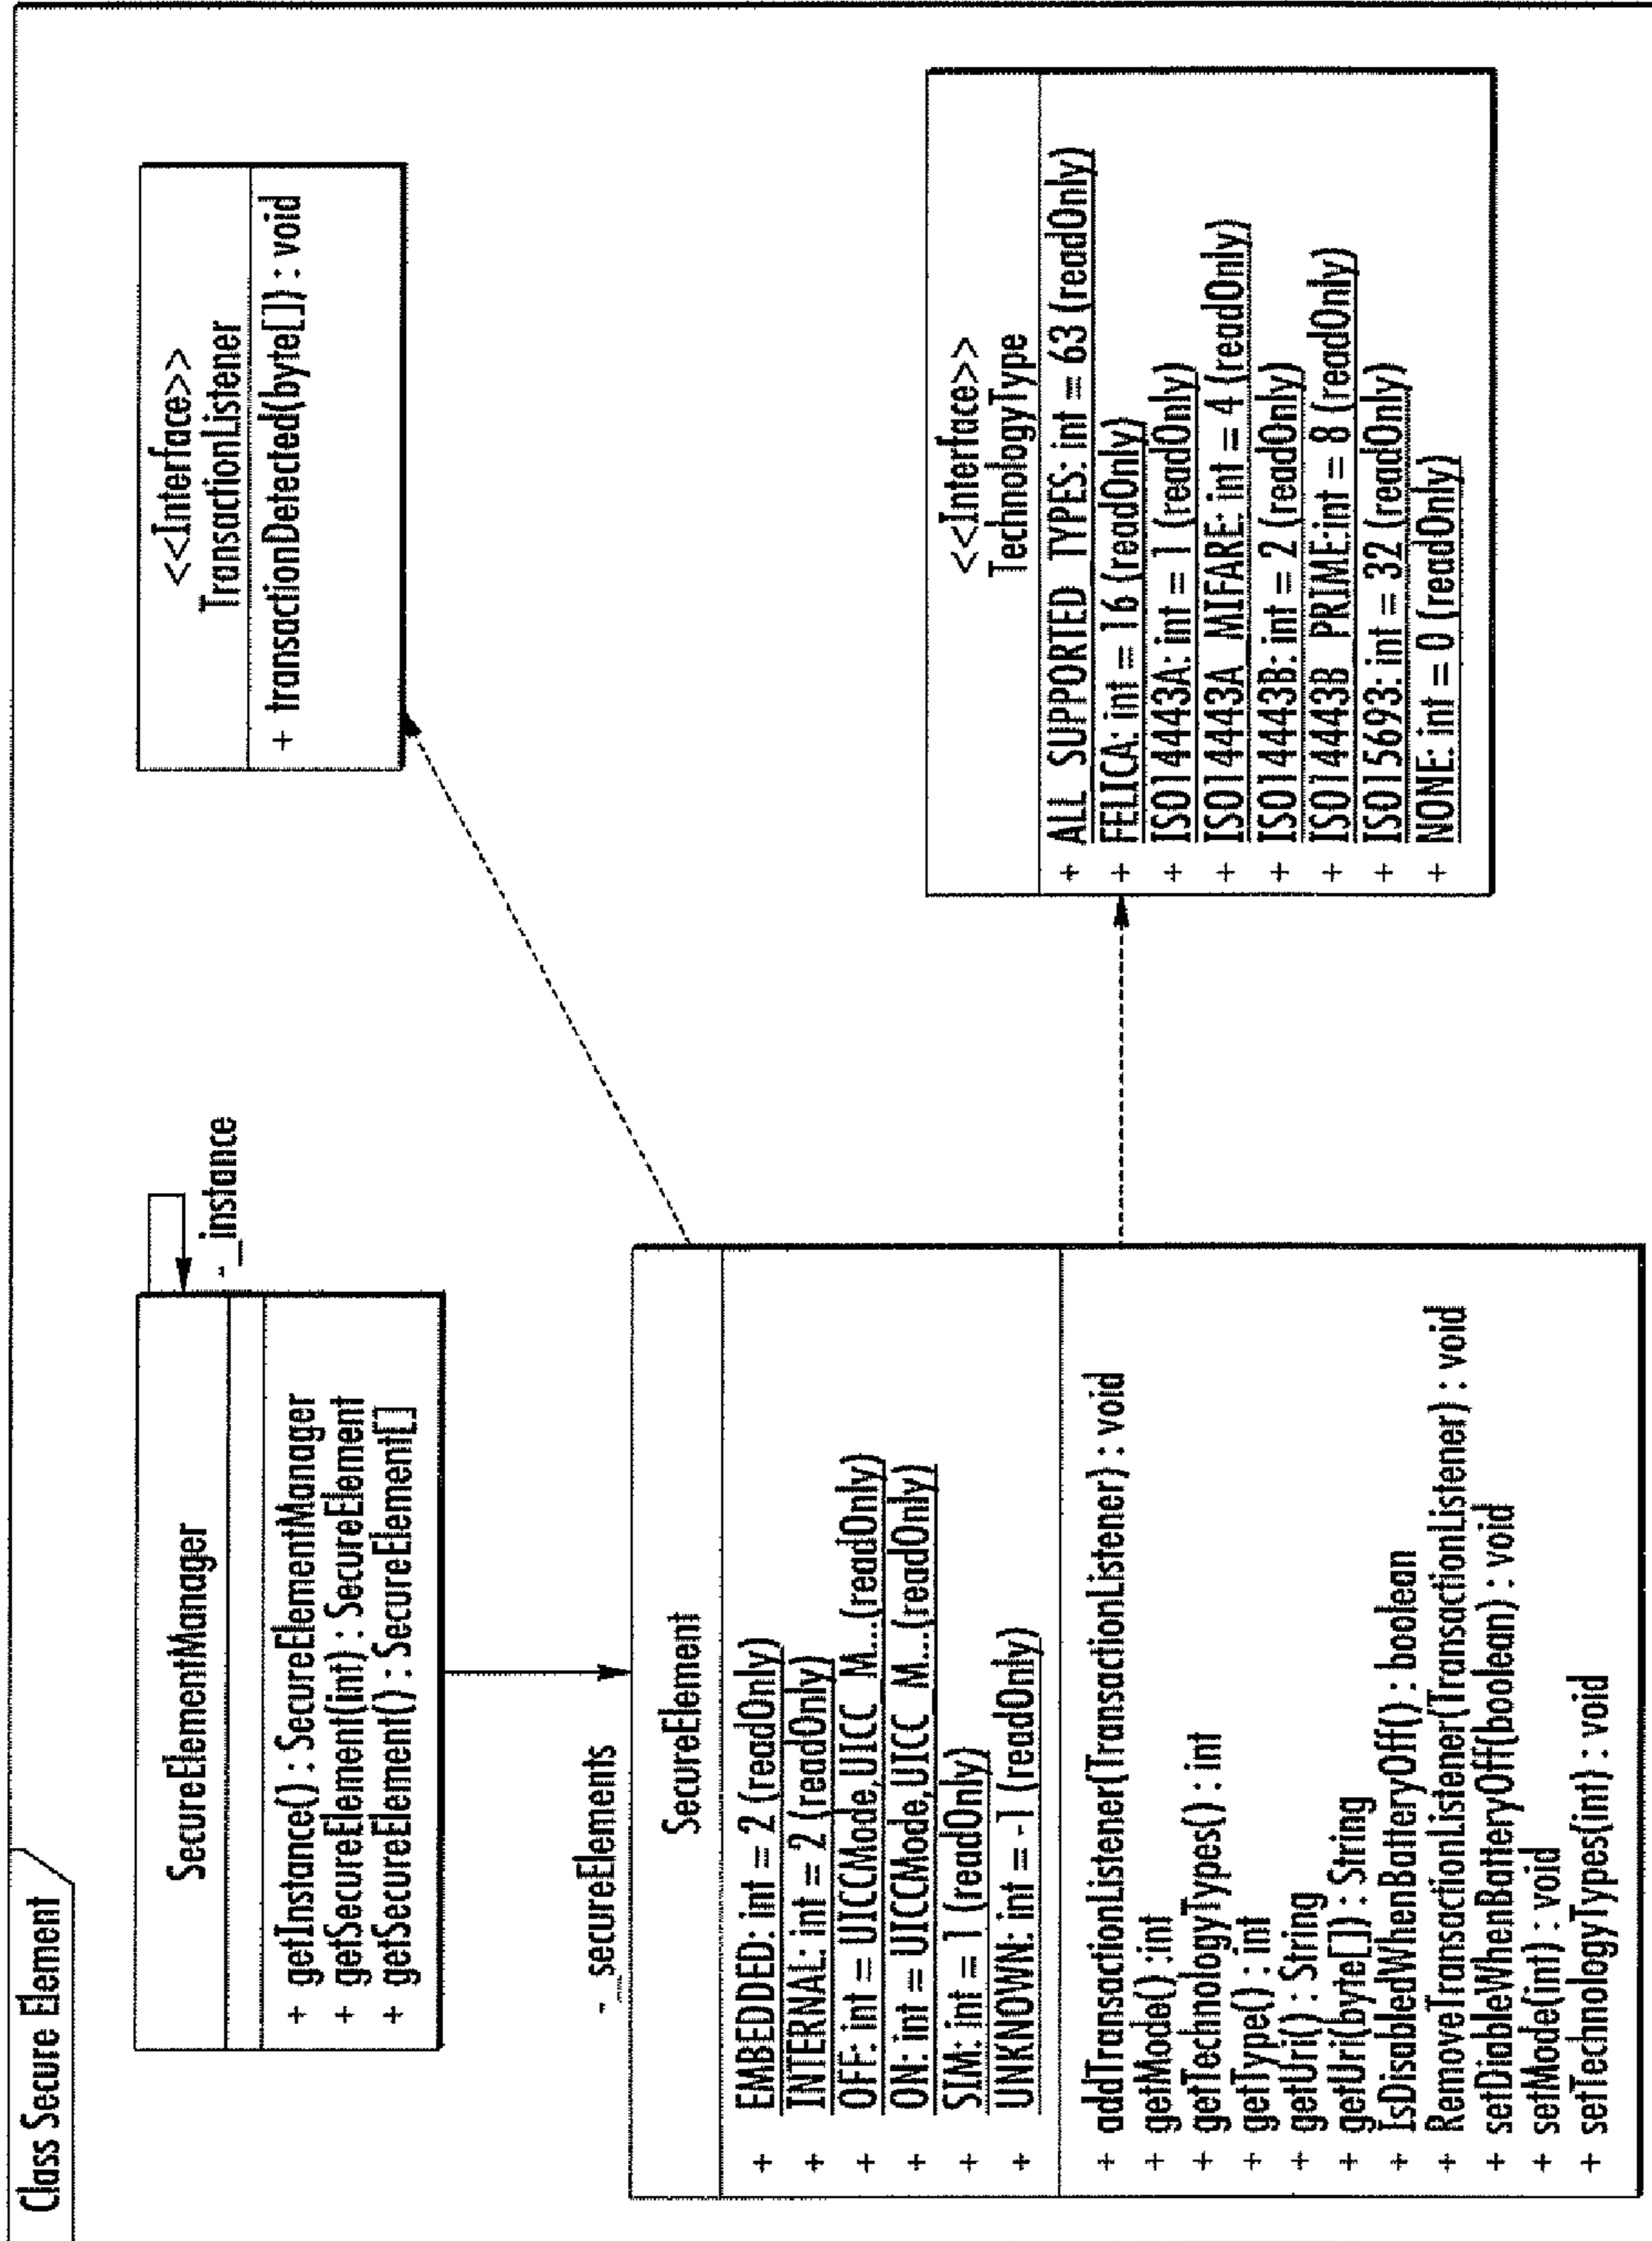 Class Secure Element
SecureElementManager
+ getInstance() : SecureElementManager
+ getSecureElement(int) : SecureElement
+ getSecureElement() : SecureElement[]
-_instance
<<Interface>>
TransactionListener
+ transactionDetected(byte[]) : void
-_secureElements
SecureElement
+ EMBEDDED: int = 2 (readOnly)
+ INTERNAL: int = 2 (readOnly)
+ OFF: int = UICCMode,UICC_M...(readOnly)
+ ON: int = UICCMode,UICC_M...(readOnly)
+ SIM: int = 1 (readOnly)
+ UNKNOWN: int = -1 (readOnly)
+ addTransactionListener(TransactionListener) : void
+ getMode() :int
+ getTechnologyTypes() : int
+ getType() : int
+ getUri() : String
+ getUri(byte[]) : String
+ IsDisabledWhenBatteryOff() : boolean
+ RemoveTransactionListener(TransactionListener) : void
+ setDiableWhenBatteryOff(boolean) : void
+ setMode(int) : void
+ setTechnologyTypes(int) : void
<<Interface>>
TechnologyType
+ ALL_SUPPORTED_TYPES: int = 63 (readOnly)
+ FELICA: int = 16 (readOnly)
+ ISO14443A: int = 1 (readOnly)
+ ISO14443A_MIFARE: int = 4 (readOnly)
+ ISO14443B: int = 2 (readOnly)
+ ISO14443B_PRIME:int = 8 (readOnly)
+ ISO15693: int = 32 (readOnly)
+ NONE: int = 0 (readOnly)